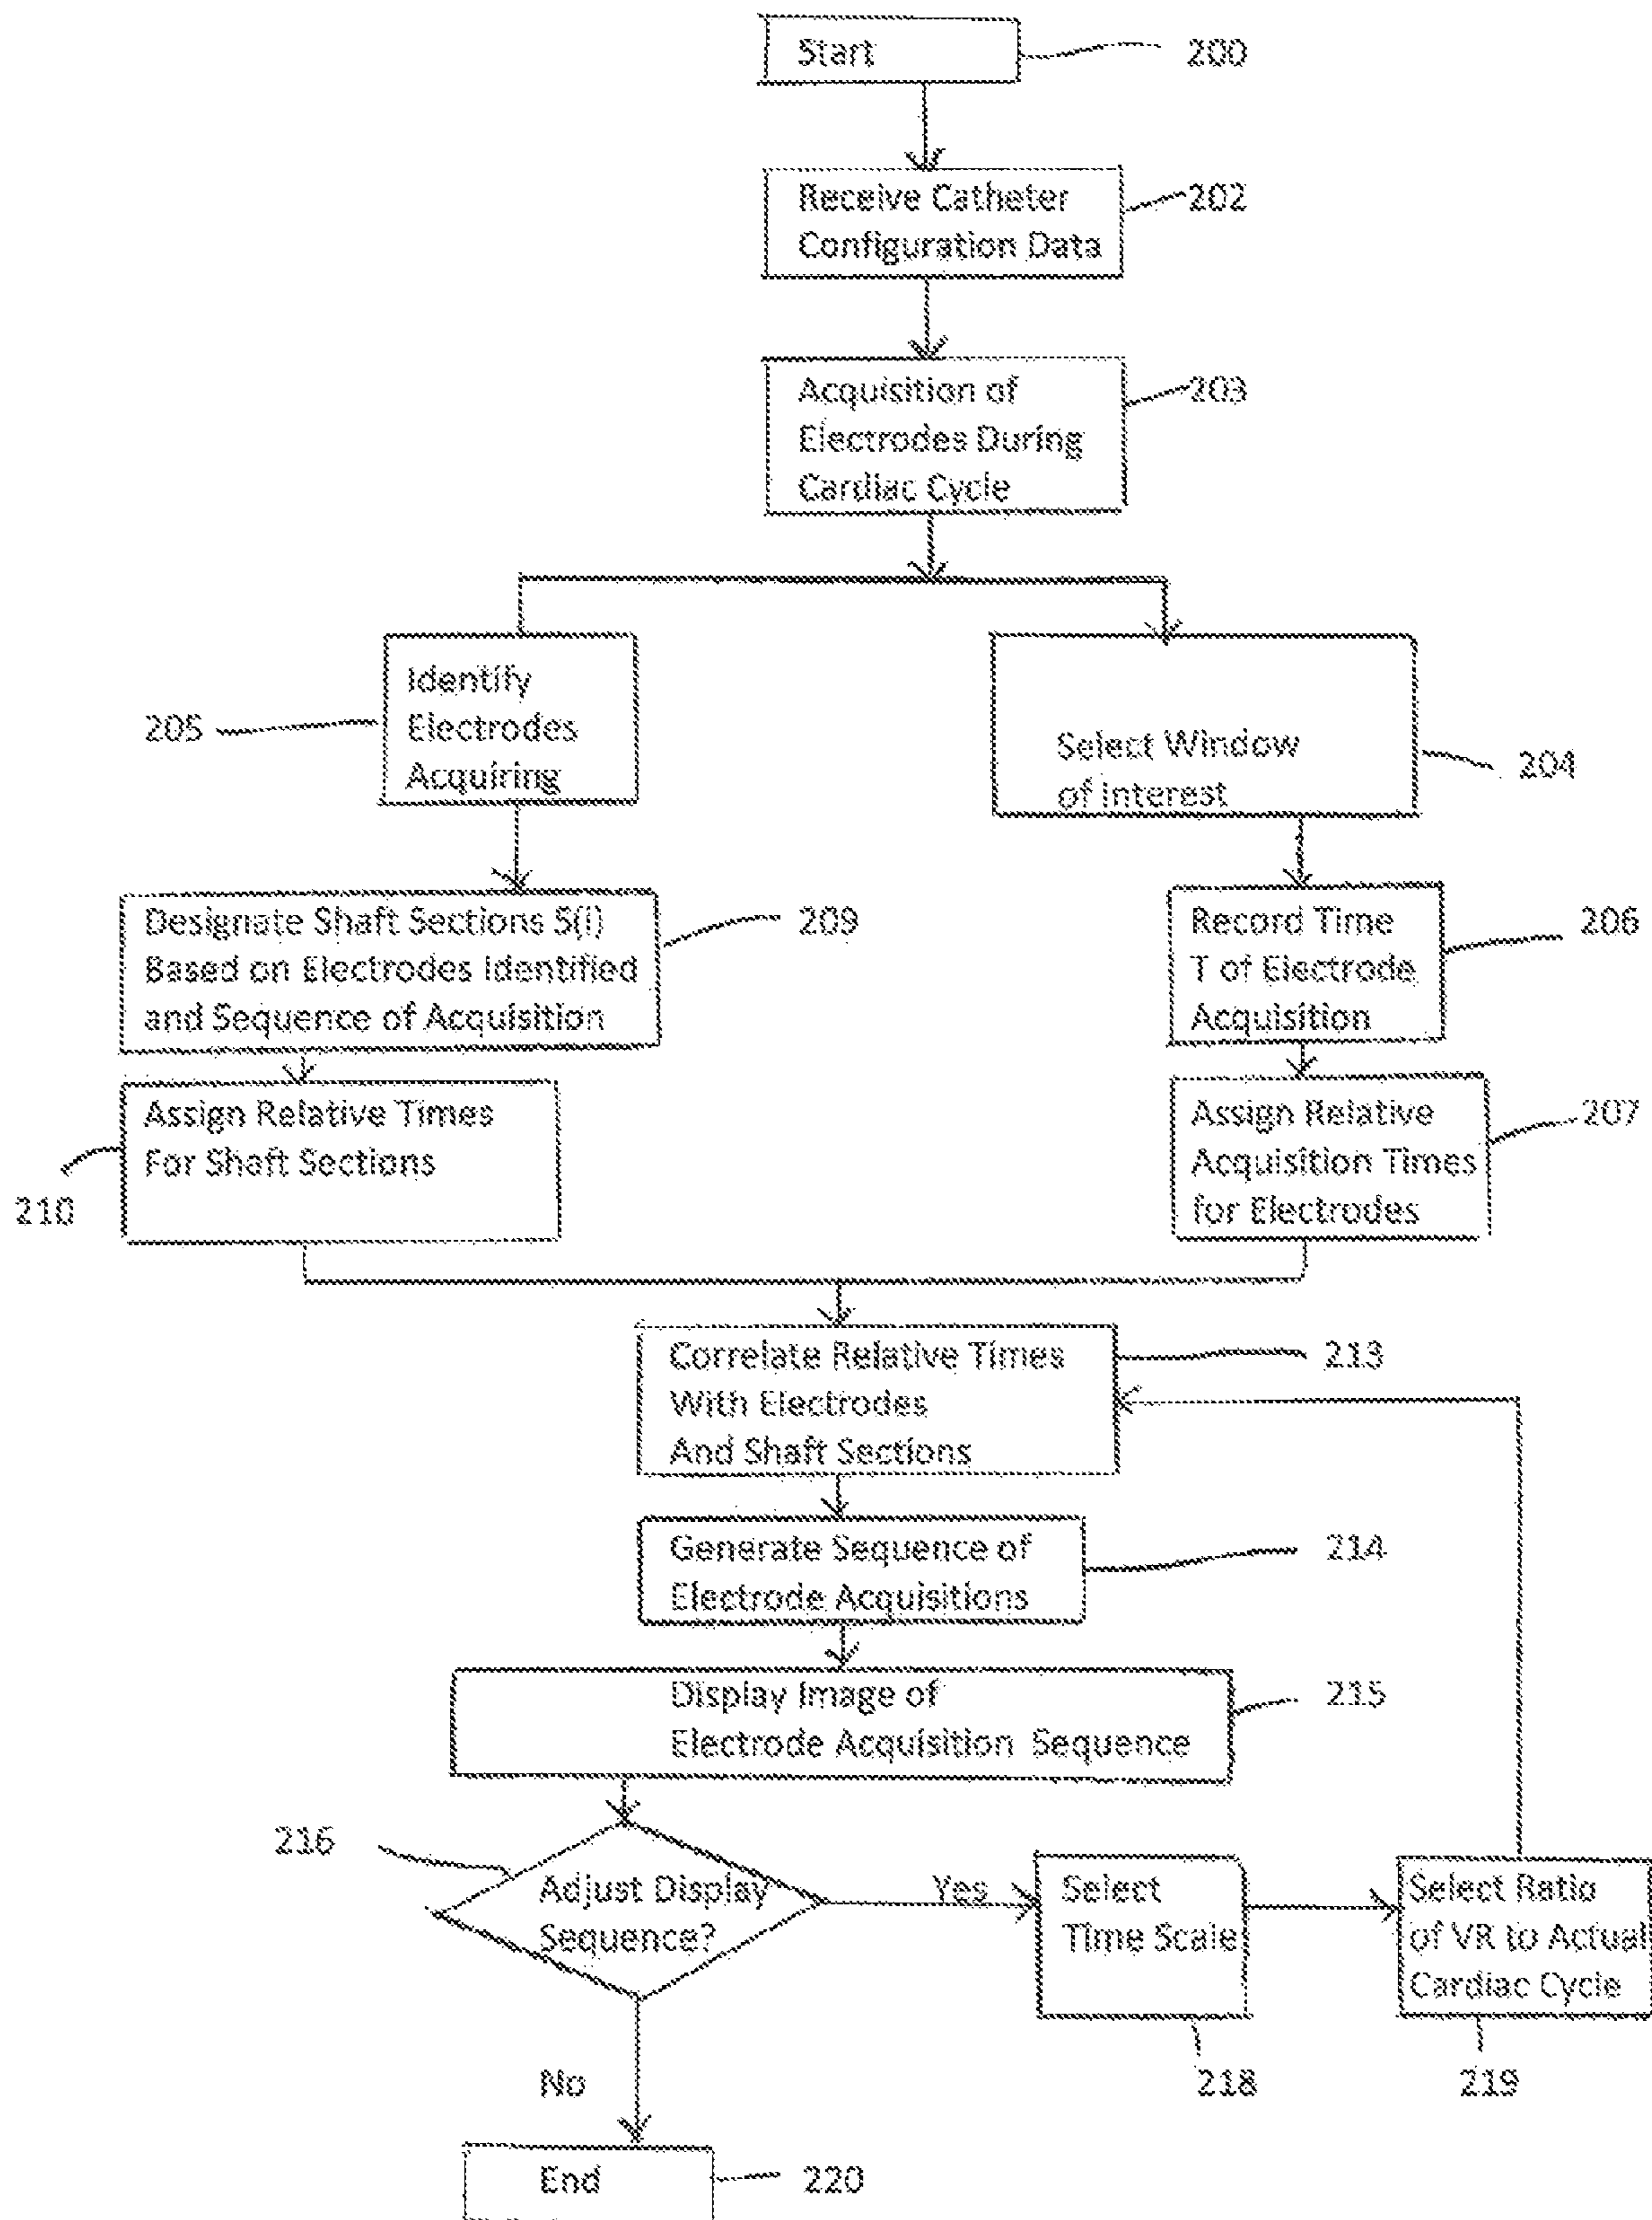 Start
200
Receive Catheter
Configuration Data
202
Acquisition of
Electrodes During
Cardiac Cycle
203
Identify
Electrodes
Acquiring
205
Select Window
of Interest
204
Designate Shaft Sections S(i)
Based on Electrodes Identified
and Sequence of Acquisition
209
Record Time
T of Electrode
Acquisition
206
Assign Relative Times
For Shaft Sections
210
Assign Relative
Acquisition Times
for Electrodes
207
Correlate Relative Times
With Electrodes
And Shaft Sections
213
Generate Sequence of
Electrode Acquisitions
214
Display Image of
Electrode Acquisition Sequence
215
216
Adjust Display
Sequence?
Yes
Select
Time Scale
218
Select Ratio
of VR to Actual
Cardiac Cycle
219
No
End
220